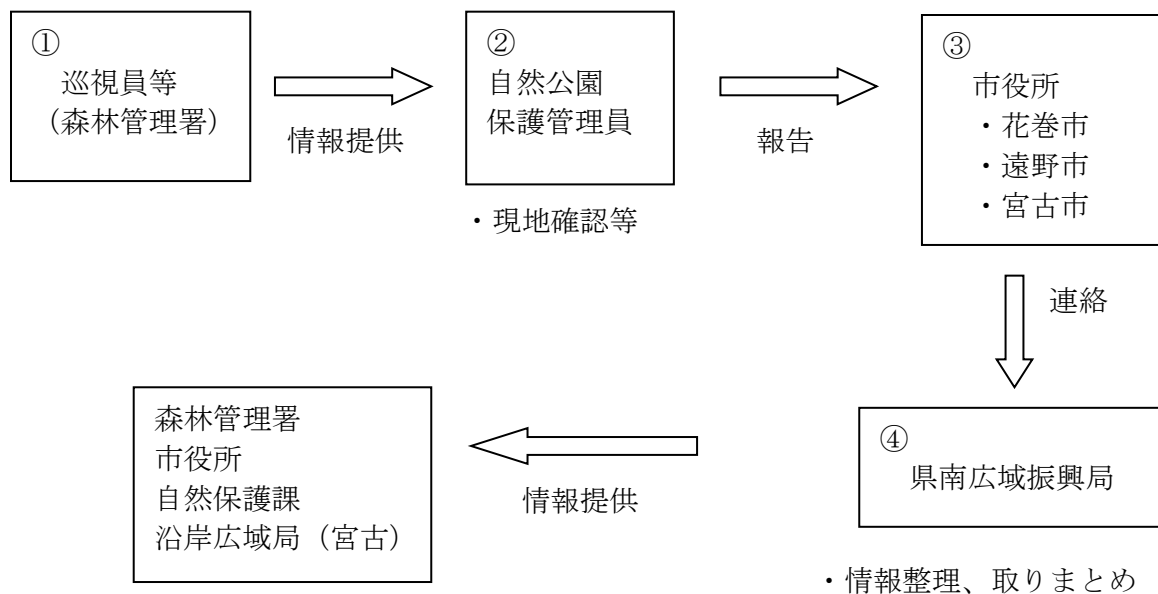 ①
巡視員等
(森林管理署)
情報提供
②
自然公園
保護管理員
・現地確認等
報告
③
市役所
・花巻市
・遠野市
・宮古市
連絡
④
県南広域振興局
・情報整理、取りまとめ
情報提供
森林管理署
市役所
自然保護課
沿岸広域局（宮古）